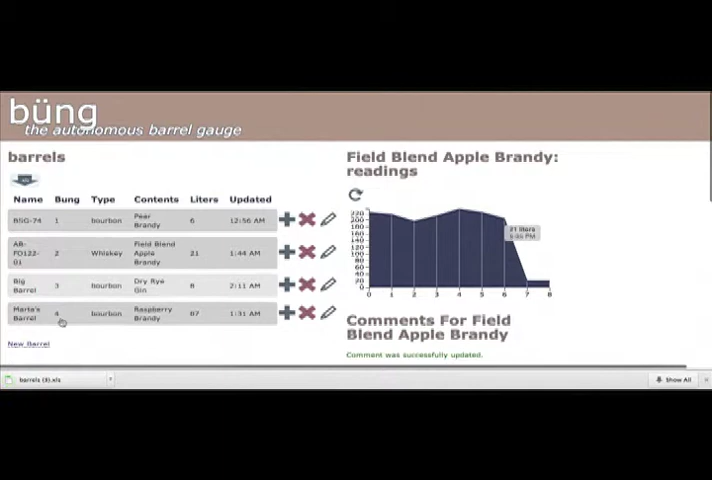 büng
the autonomous barrel gauge
barrels
Name Bung Type Contents Liters Updated
BSG-74 1 bourbon Pear Brandy 6 12:56 AM
AB-FD122-01 2 Whiskey Field Blend Apple Brandy 21 1:44 AM
Big Barrel 3 bourbon Dry Rye Gin 8 2:11 AM
Marta's Barrel 4 bourbon Raspberry Brandy 87 1:31 AM
New Barrel
Field Blend Apple Brandy:
readings
220
200
180
160
140
120
100
80
60
40
20
0
0 1 2 3 4 5 6 7 8
21 liters
Comments For Field
Blend Apple Brandy
Comment was successfully updated.
barrels (3).xls
Show All